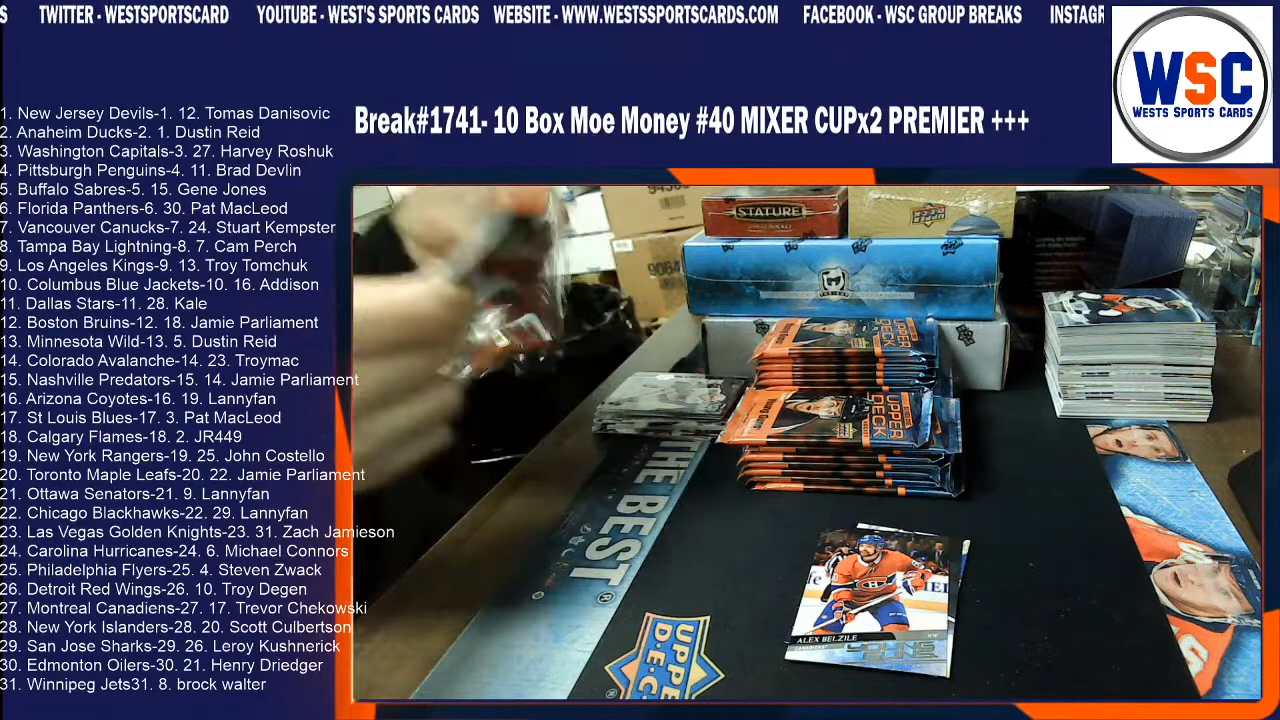 S TWITTER - WESTSPORTSCARD YOUTUBE - WEST'S SPORTS CARDS WEBSITE - WWW.WESTSSPORTSCARDS.COM FACEBOOK - WSC GROUP BREAKS INSTAGR
WSC
WESTS SPORTS CARDS
Break#1741- 10 Box Moe Money #40 MIXER CUPx2 PREMIER +++
1. New Jersey Devils-1. 12. Tomas Danisovic
2. Anaheim Ducks-2. 1. Dustin Reid
3. Washington Capitals-3. 27. Harvey Roshuk
4. Pittsburgh Penguins-4. 11. Brad Devlin
5. Buffalo Sabres-5. 15. Gene Jones
6. Florida Panthers-6. 30. Pat MacLeod
7. Vancouver Canucks-7. 24. Stuart Kempster
8. Tampa Bay Lightning-8. 7. Cam Perch
9. Los Angeles Kings-9. 13. Troy Tomchuk
10. Columbus Blue Jackets-10. 16. Addison
11. Dallas Stars-11. 28. Kale
12. Boston Bruins-12. 18. Jamie Parliament
13. Minnesota Wild-13. 5. Dustin Reid
14. Colorado Avalanche-14. 23. Troymac
15. Nashville Predators-15. 14. Jamie Parliament
16. Arizona Coyotes-16. 19. Lannyfan
17. St Louis Blues-17. 3. Pat MacLeod
18. Calgary Flames-18. 2. JR449
19. New York Rangers-19. 25. John Costello
20. Toronto Maple Leafs-20. 22. Jamie Parliament
21. Ottawa Senators-21. 9. Lannyfan
22. Chicago Blackhawks-22. 29. Lannyfan
23. Las Vegas Golden Knights-23. 31. Zach Jamieson
24. Carolina Hurricanes-24. 6. Michael Connors
25. Philadelphia Flyers-25. 4. Steven Zwack
26. Detroit Red Wings-26. 10. Troy Degen
27. Montreal Canadiens-27. 17. Trevor Chekowski
28. New York Islanders-28. 20. Scott Culbertson
29. San Jose Sharks-29. 26. Leroy Kushnerick
30. Edmonton Oilers-30. 21. Henry Driedger
31. Winnipeg Jets31. 8. brock walter
STATURE
UPPER DECK
UPPER DECK
THE BEST
ALEX BELZILE
UPPER
DEC